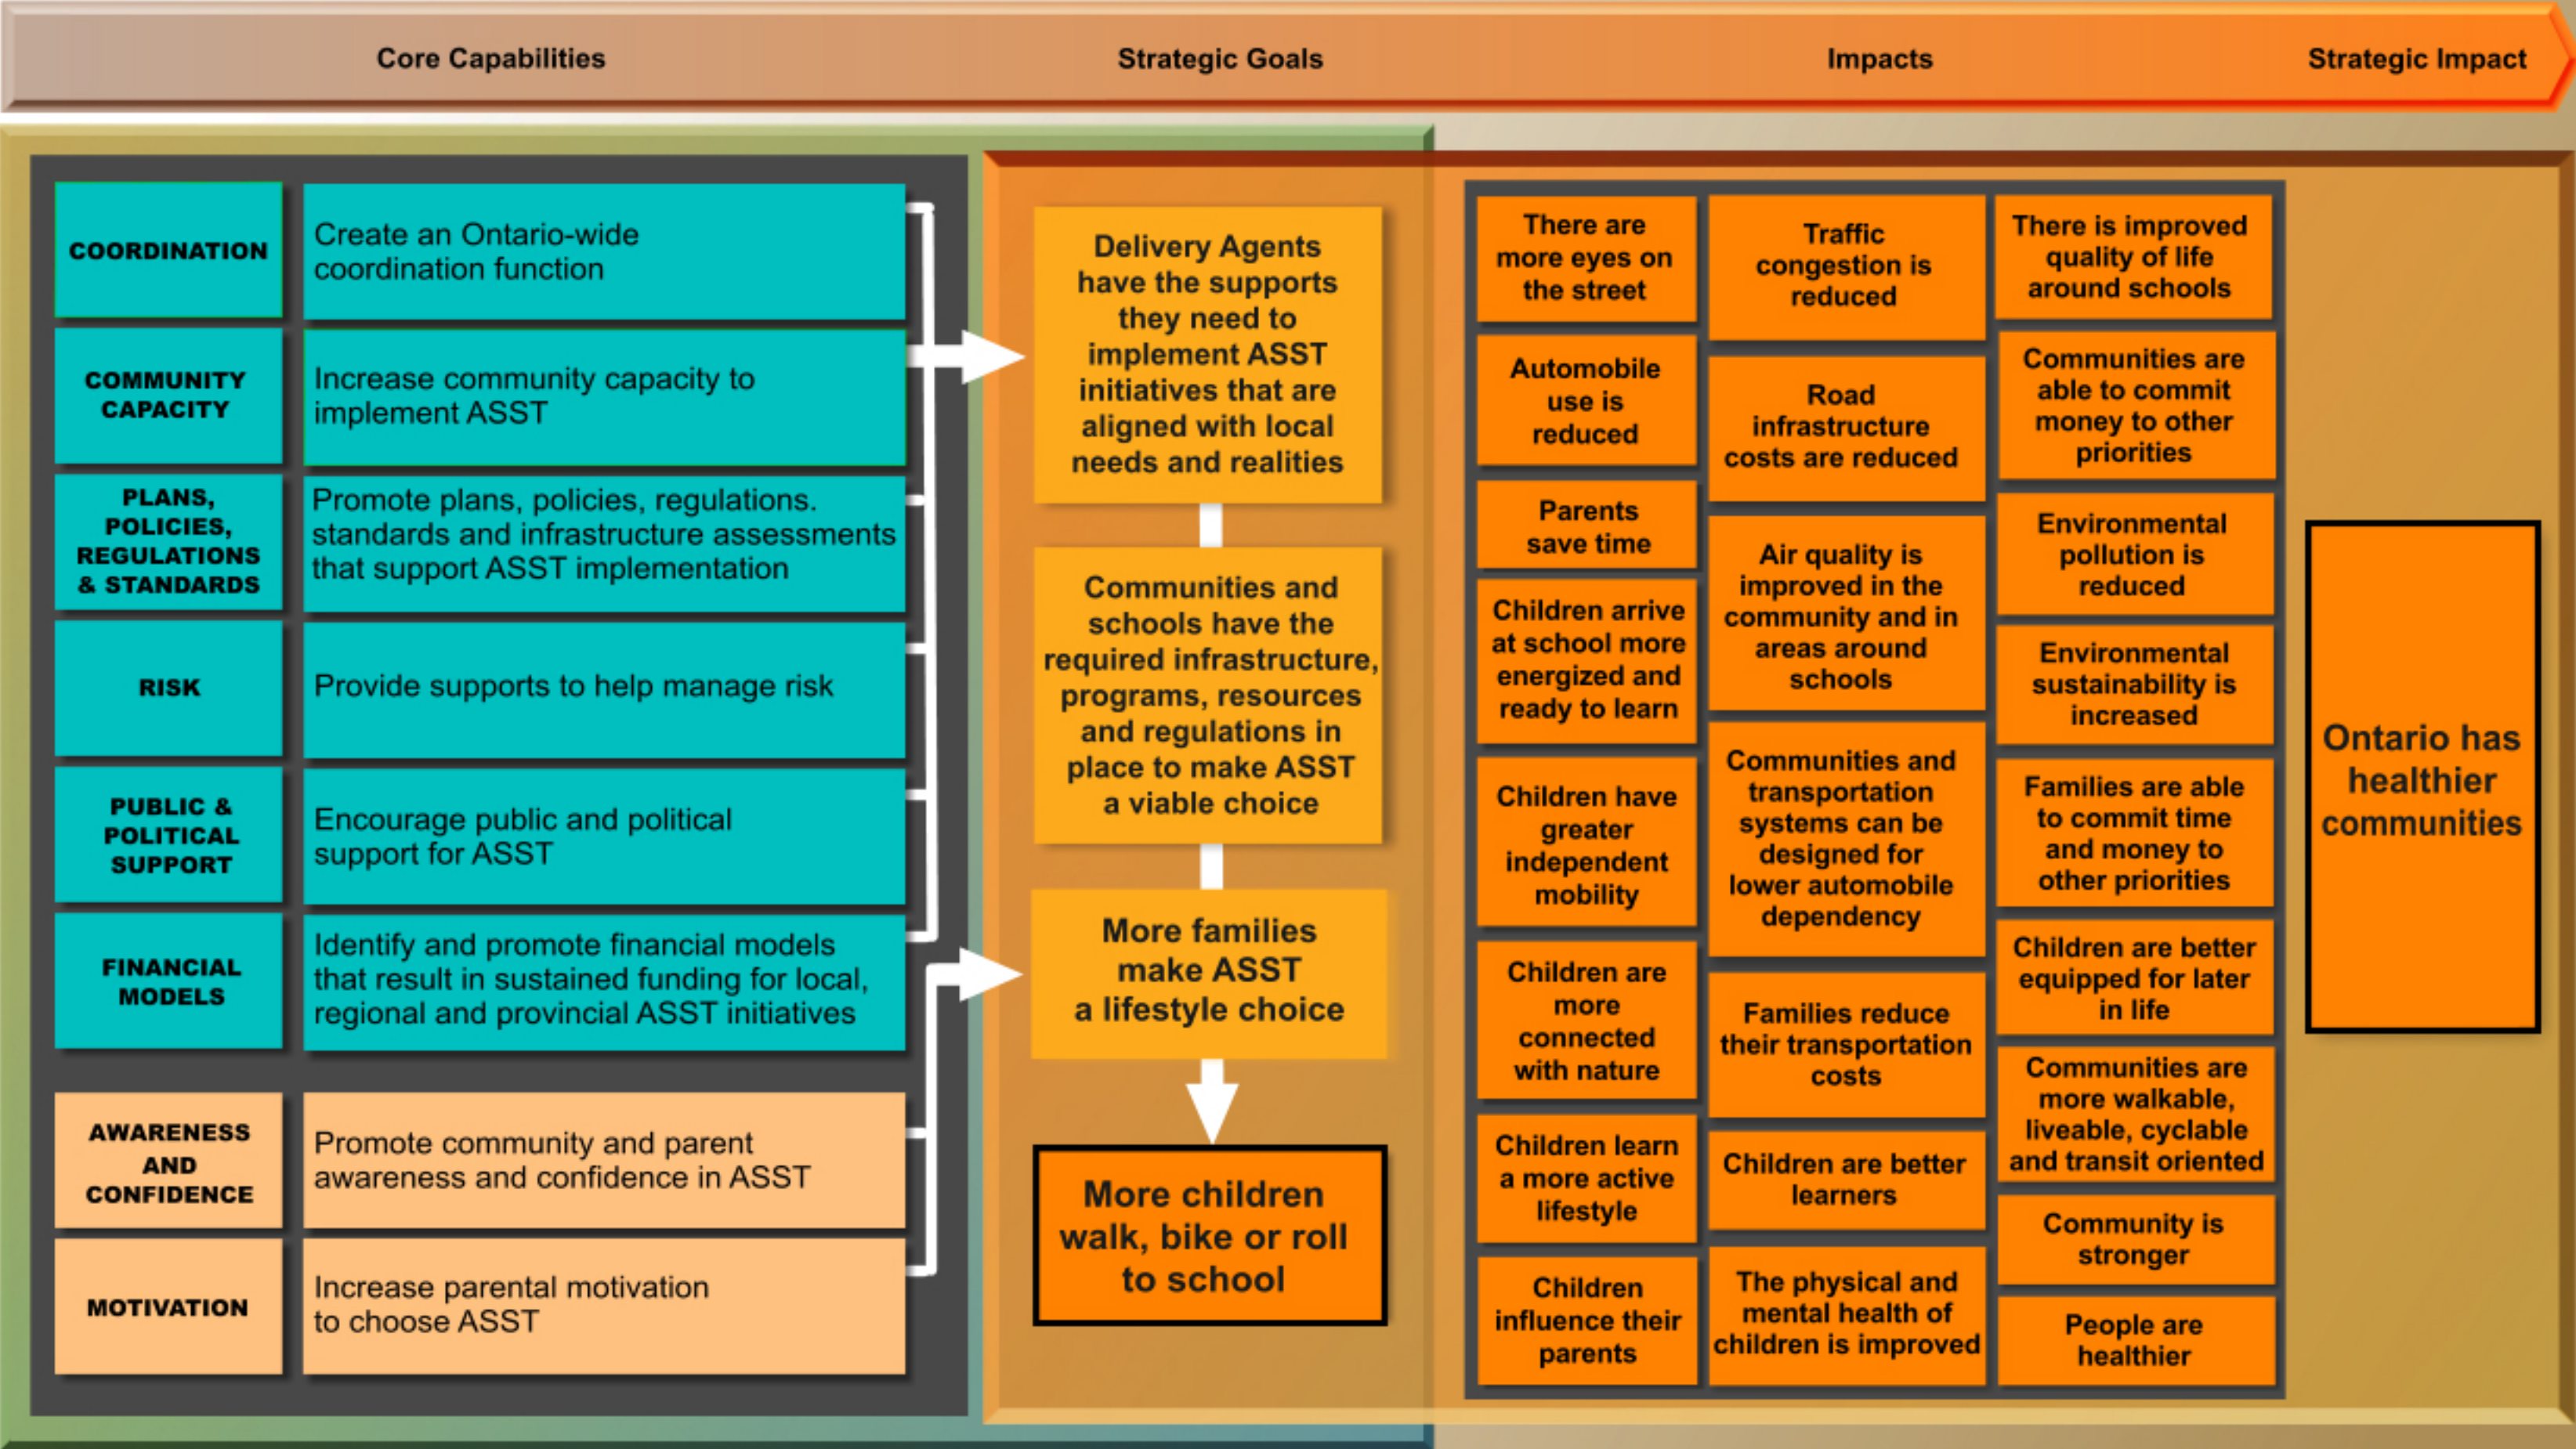 Core Capabilities
Strategic Goals
Impacts
Strategic Impact
COORDINATION
Create an Ontario-wide
coordination function
COMMUNITY
CAPACITY
Increase community capacity to
implement ASST
PLANS,
POLICIES,
REGULATIONS
& STANDARDS
Promote plans, policies, regulations.
standards and infrastructure assessments
that support ASST implementation
RISK
Provide supports to help manage risk
PUBLIC &
POLITICAL
SUPPORT
Encourage public and political
support for ASST
FINANCIAL
MODELS
Identify and promote financial models
that result in sustained funding for local,
regional and provincial ASST initiatives
AWARENESS
AND
CONFIDENCE
Promote community and parent
awareness and confidence in ASST
MOTIVATION
Increase parental motivation
to choose ASST
Delivery Agents
have the supports
they need to
implement ASST
initiatives that are
aligned with local
needs and realities
Communities and
schools have the
required infrastructure,
programs, resources
and regulations in
place to make ASST
a viable choice
More families
make ASST
a lifestyle choice
More children
walk, bike or roll
to school
There are
more eyes on
the street
Automobile
use is
reduced
Parents
save time
Children arrive
at school more
energized and
ready to learn
Children have
greater
independent
mobility
Children are
more
connected
with nature
Children learn
a more active
lifestyle
Children
influence their
parents
Traffic
congestion is
reduced
Road
infrastructure
costs are reduced
Air quality is
improved in the
community and in
areas around
schools
Communities and
transportation
systems can be
designed for
lower automobile
dependency
Families reduce
their transportation
costs
Children are better
learners
The physical and
mental health of
children is improved
There is improved
quality of life
around schools
Communities are
able to commit
money to other
priorities
Environmental
pollution is
reduced
Environmental
sustainability is
increased
Families are able
to commit time
and money to
other priorities
Children are better
equipped for later
in life
Communities are
more walkable,
liveable, cyclable
and transit oriented
Community is
stronger
People are
healthier
Ontario has
healthier
communities